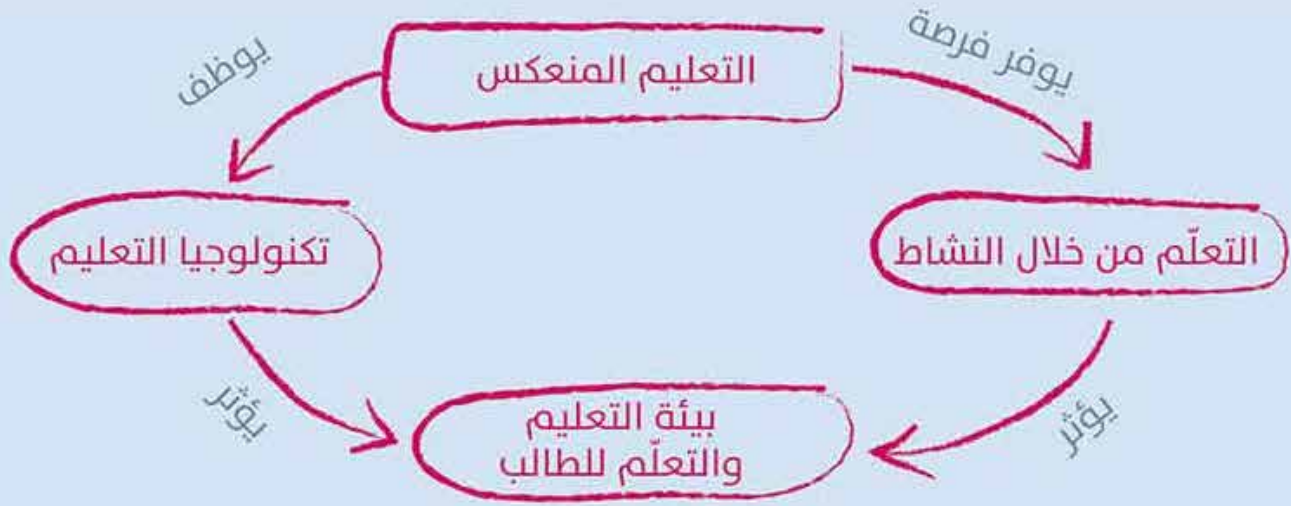 التعليم المنعكس
يوفر فرصة
يوظف
التعلّم من خلال النشاط
تكنولوجيا التعليم
يؤثر
يؤثر
بيئة التعليم
والتعلّم للطالب